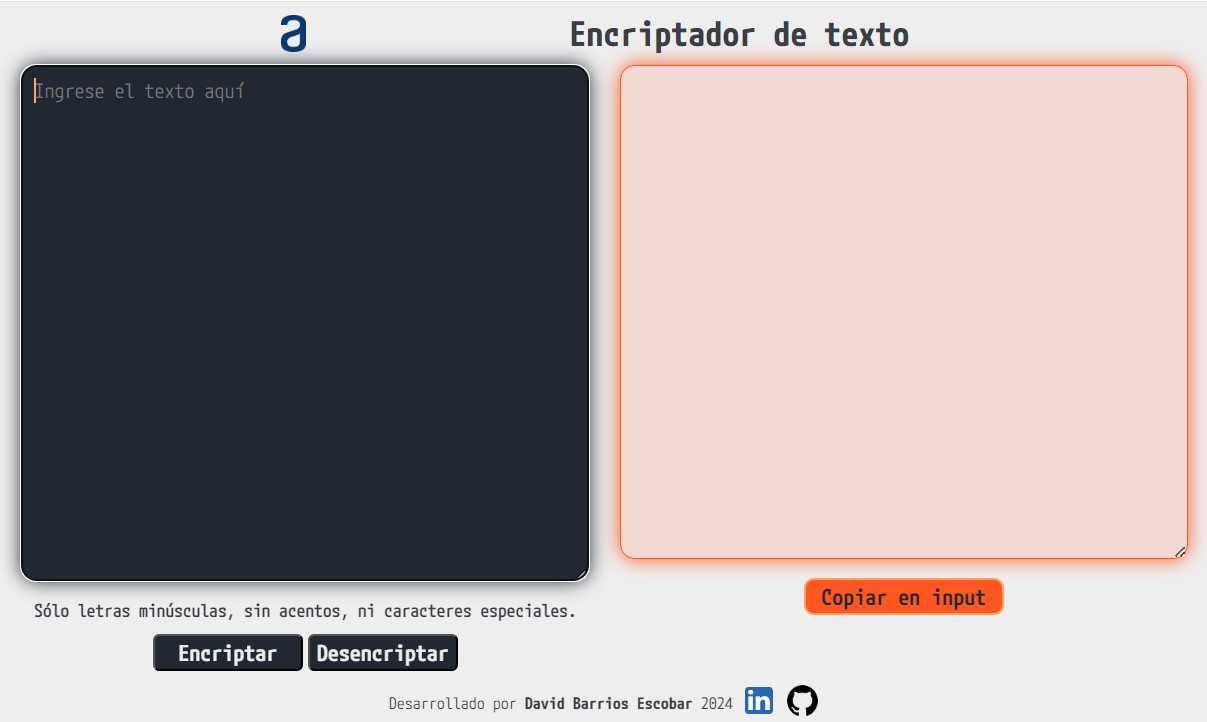 a
Encriptador de texto
Ingrese el texto aquí
Sólo letras minúsculas, sin acentos, ni caracteres especiales.
Encriptar
Desencriptar
Copiar en input
Desarrollado por David Barrios Escobar 2024 in